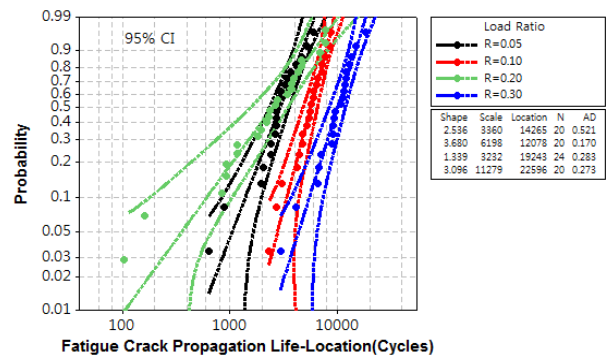 0.99
0.9
0.8
0.7
0.6
0.5
0.4
0.3
0.2
0.1
0.05
0.03
0.02
0.01
Probability
95% CI
100
1000
10000
Fatigue Crack Propagation Life-Location(Cycles)
Load Ratio
R=0.05
R=0.10
R=0.20
R=0.30
Shape Scale Location N AD
2.536 3360 14265 20 0.521
3.680 6198 12078 20 0.170
1.339 3232 19243 24 0.283
3.096 11279 22596 20 0.273